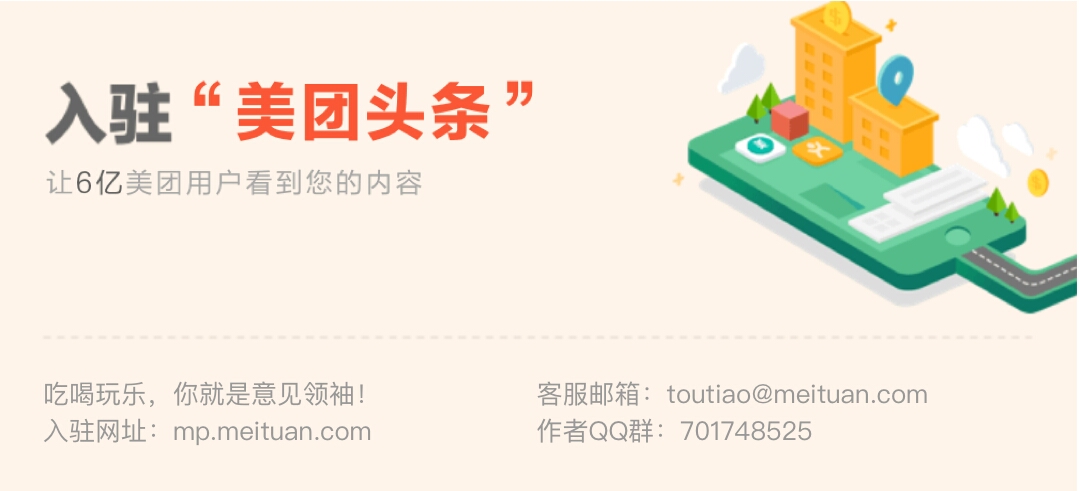 入驻“美团头条”
让6亿美团用户看到您的内容
吃喝玩乐，你就是意见领袖！
入驻网址：mp.meituan.com
客服邮箱：toutiao@meituan.com
作者QQ群：701748525